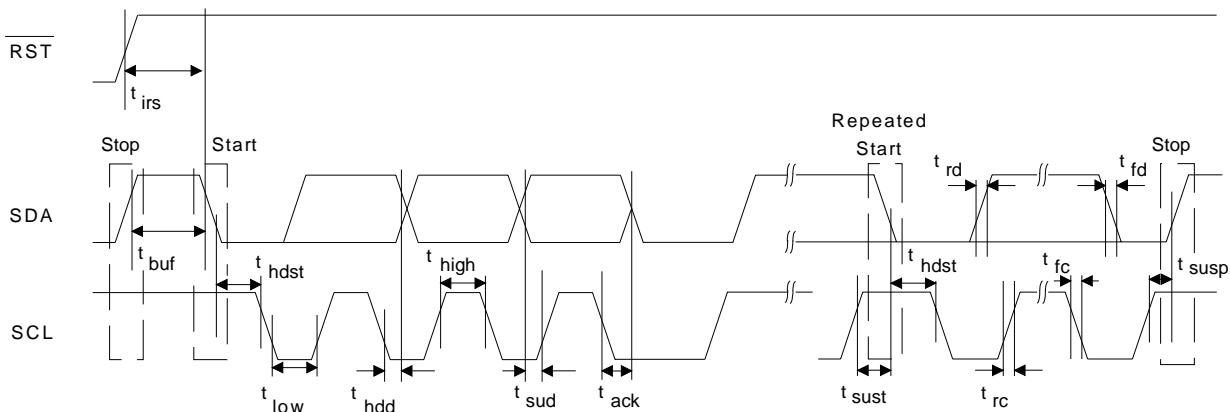 RST
t irs
Stop
Start
Repeated
Start
Stop
t rd
t fd
SDA
t buf
t hdst
t high
t hdst
t fc
t susp
SCL
t low
t hdd
t sud
t ack
t sust
t rc